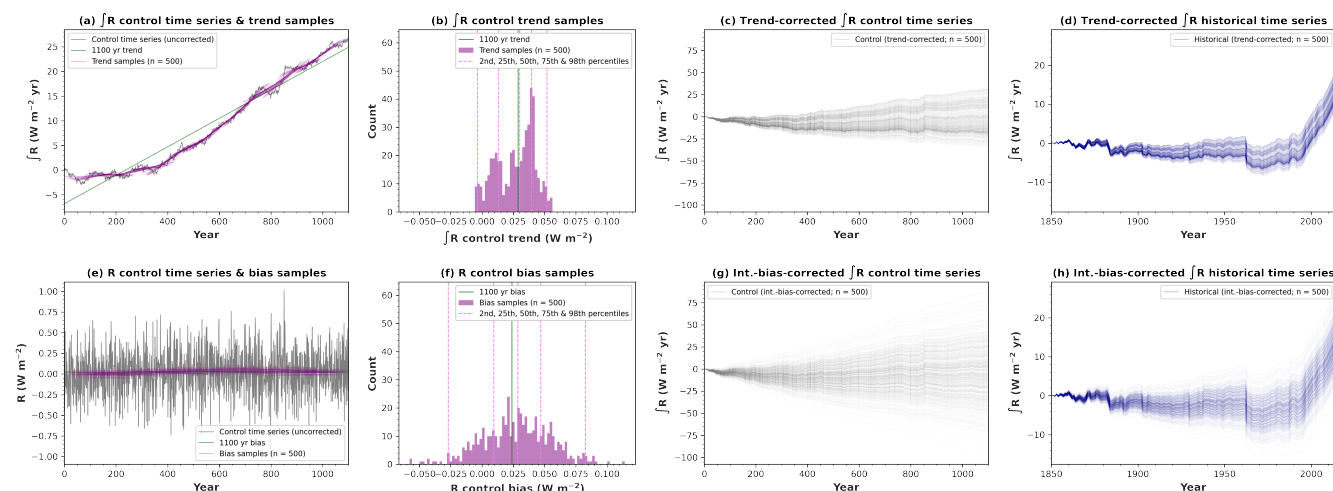 (a) ∫R control time series & trend samples
Control time series (uncorrected)
1100 yr trend
Trend samples (n = 500)
25
20
15
10
5
0
−5
∫R (W m⁻² yr)
0 200 400 600 800 1000
Year
(b) ∫R control trend samples
1100 yr trend
Trend samples (n = 500)
2nd, 25th, 50th, 75th & 98th percentiles
60
50
40
30
20
10
0
Count
−0.050 −0.025 0.000 0.025 0.050 0.075 0.100
∫R control trend (W m⁻²)
(c) Trend-corrected ∫R control time series
Control (trend-corrected; n = 500)
75
50
25
0
−25
−50
−75
−100
∫R (W m⁻² yr)
0 200 400 600 800 1000
Year
(d) Trend-corrected ∫R historical time series
Historical (trend-corrected; n = 500)
20
10
0
−10
∫R (W m⁻² yr)
1850 1900 1950 2000
Year
(e) R control time series & bias samples
1.00
0.75
0.50
0.25
0.00
−0.25
−0.50
−0.75
−1.00
R (W m⁻²)
Control time series (uncorrected)
1100 yr bias
Bias samples (n = 500)
0 200 400 600 800 1000
Year
(f) R control bias samples
1100 yr bias
Bias samples (n = 500)
2nd, 25th, 50th, 75th & 98th percentiles
60
50
40
30
20
10
0
Count
−0.050 −0.025 0.000 0.025 0.050 0.075 0.100
R control bias (W m⁻²)
(g) Int.-bias-corrected ∫R control time series
Control (int.-bias-corrected; n = 500)
75
50
25
0
−25
−50
−75
−100
∫R (W m⁻² yr)
0 200 400 600 800 1000
Year
(h) Int.-bias-corrected ∫R historical time series
Historical (int.-bias-corrected; n = 500)
20
10
0
−10
∫R (W m⁻² yr)
1850 1900 1950 2000
Year